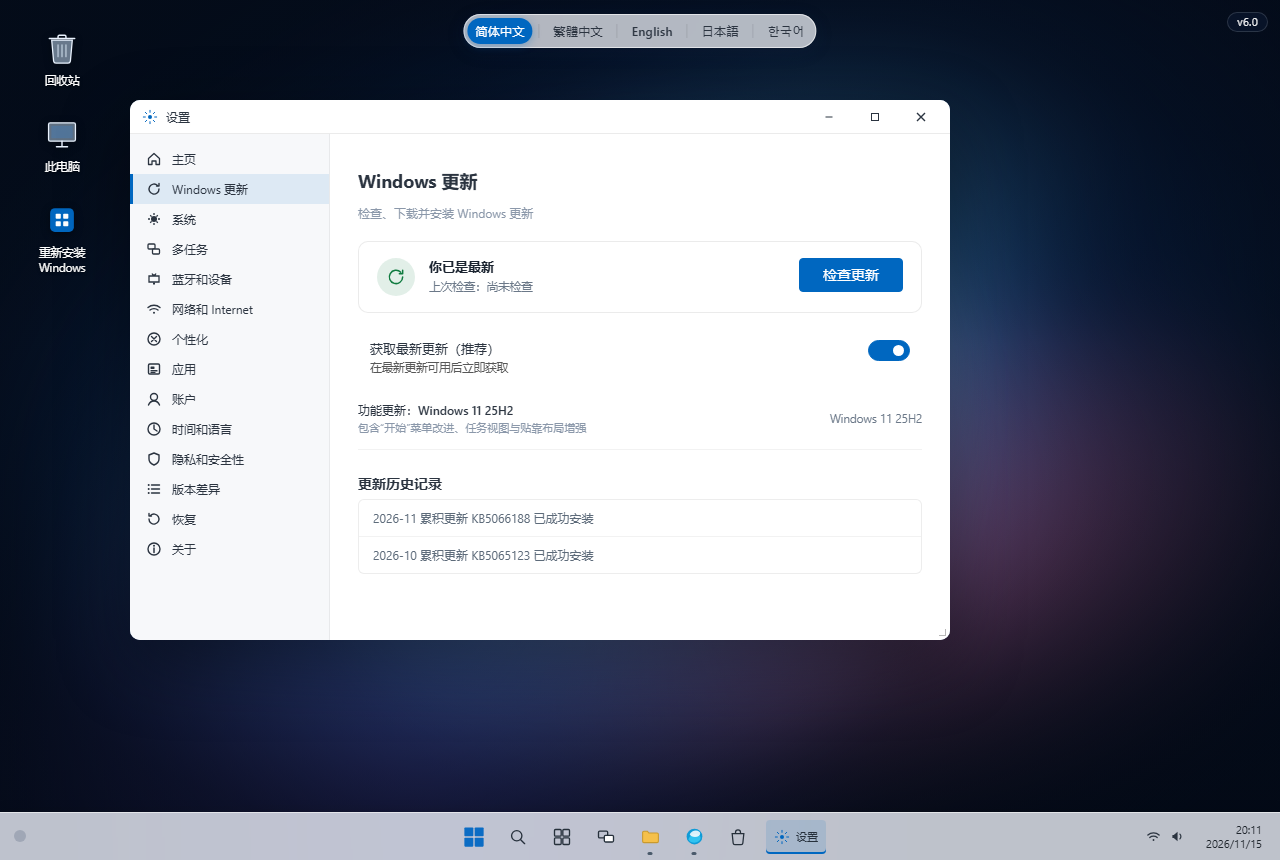 简体中文
繁體中文
English
日本語
한국어
v6.0
回收站
此电脑
重新安装
Windows
设置
主页
Windows 更新
系统
多任务
蓝牙和设备
网络和 Internet
个性化
应用
账户
时间和语言
隐私和安全性
版本差异
恢复
关于
Windows 更新
检查、下载并安装 Windows 更新
你已是最新
上次检查：尚未检查
检查更新
获取最新更新（推荐）
在最新更新可用后立即获取
功能更新：Windows 11 25H2
包含"开始"菜单改进、任务视图与贴靠布局增强
Windows 11 25H2
更新历史记录
2026-11 累积更新 KB5066188 已成功安装
2026-10 累积更新 KB5065123 已成功安装
设置
20:11
2026/11/15